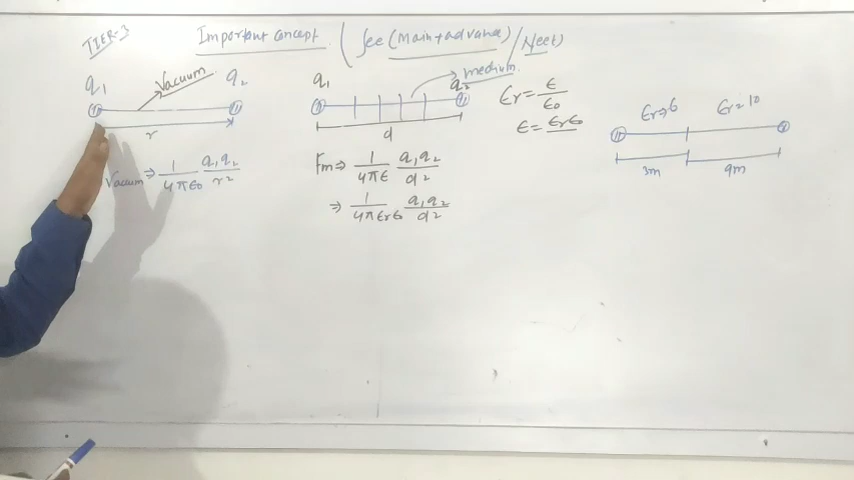 TIER-3
Important Concept (Jee (Main+advance)/Neet)
q1 Vacuum q2
r
Vacuum ⇒ 1/4πε0 q1q2/r2
q1 medium q2
d
Fm ⇒ 1/4πε q1q2/d2
⇒ 1/4πεrε0 q1q2/d2
εr = ε/ε0
ε = εrε0
εr→6 εr=10
3m 9m